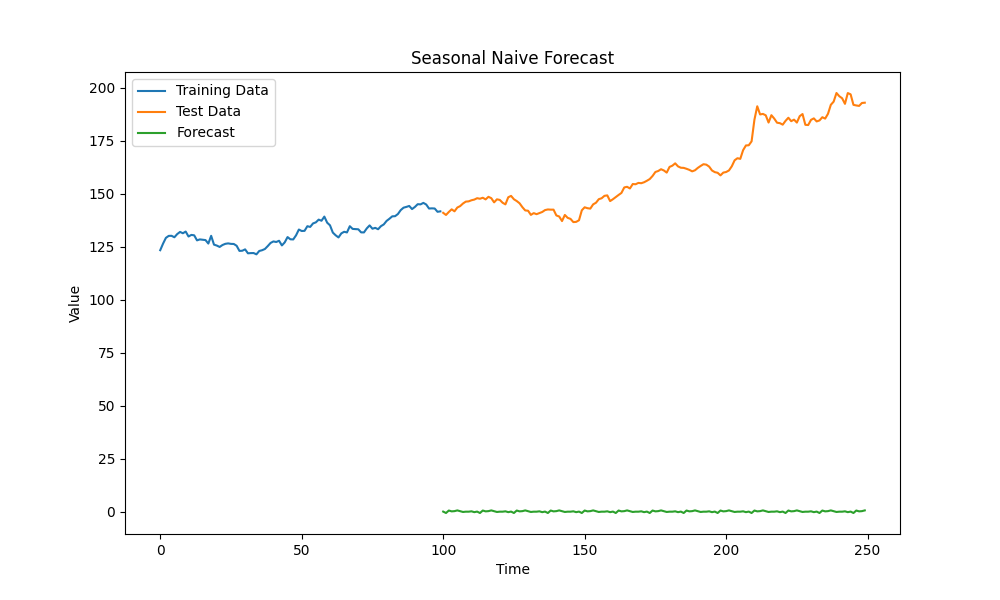 Seasonal Naive Forecast
Training Data
Test Data
Forecast
200
175
150
125
100
75
50
25
0
Value
0 50 100 150 200 250
Time